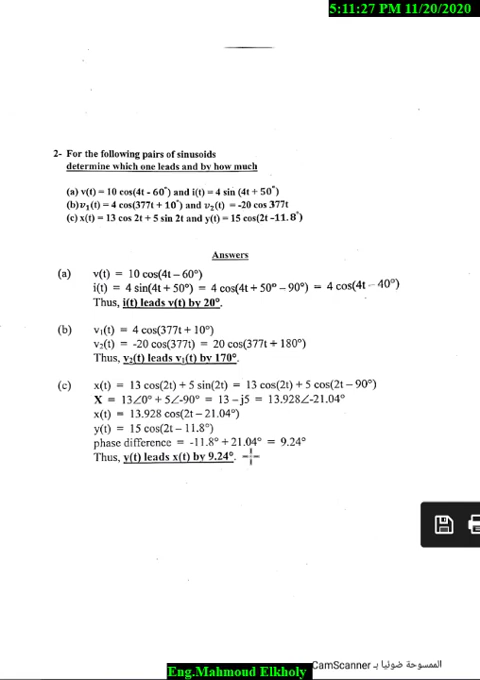 5:11:27 PM 11/20/2020
2- For the following pairs of sinusoids
determine which one leads and by how much
(a) v(t) = 10 cos(4t - 60°) and i(t) = 4 sin (4t + 50°)
(b)v₁(t) = 4 cos(377t + 10°) and v₂(t) = -20 cos 377t
(c) x(t) = 13 cos 2t + 5 sin 2t and y(t) = 15 cos(2t -11.8°)
Answers
(a) v(t) = 10 cos(4t – 60°)
i(t) = 4 sin(4t + 50°) = 4 cos(4t + 50° – 90°) = 4 cos(4t – 40°)
Thus, i(t) leads v(t) by 20°.
(b) v₁(t) = 4 cos(377t + 10°)
v₂(t) = -20 cos(377t) = 20 cos(377t + 180°)
Thus, v₂(t) leads v₁(t) by 170°.
(c) x(t) = 13 cos(2t) + 5 sin(2t) = 13 cos(2t) + 5 cos(2t – 90°)
X = 13∠0° + 5∠-90° = 13 – j5 = 13.928∠-21.04°
x(t) = 13.928 cos(2t – 21.04°)
y(t) = 15 cos(2t – 11.8°)
phase difference = -11.8° + 21.04° = 9.24°
Thus, y(t) leads x(t) by 9.24°.
الممسوحة ضوئيا بـ CamScanner
Eng.Mahmoud Elkholy